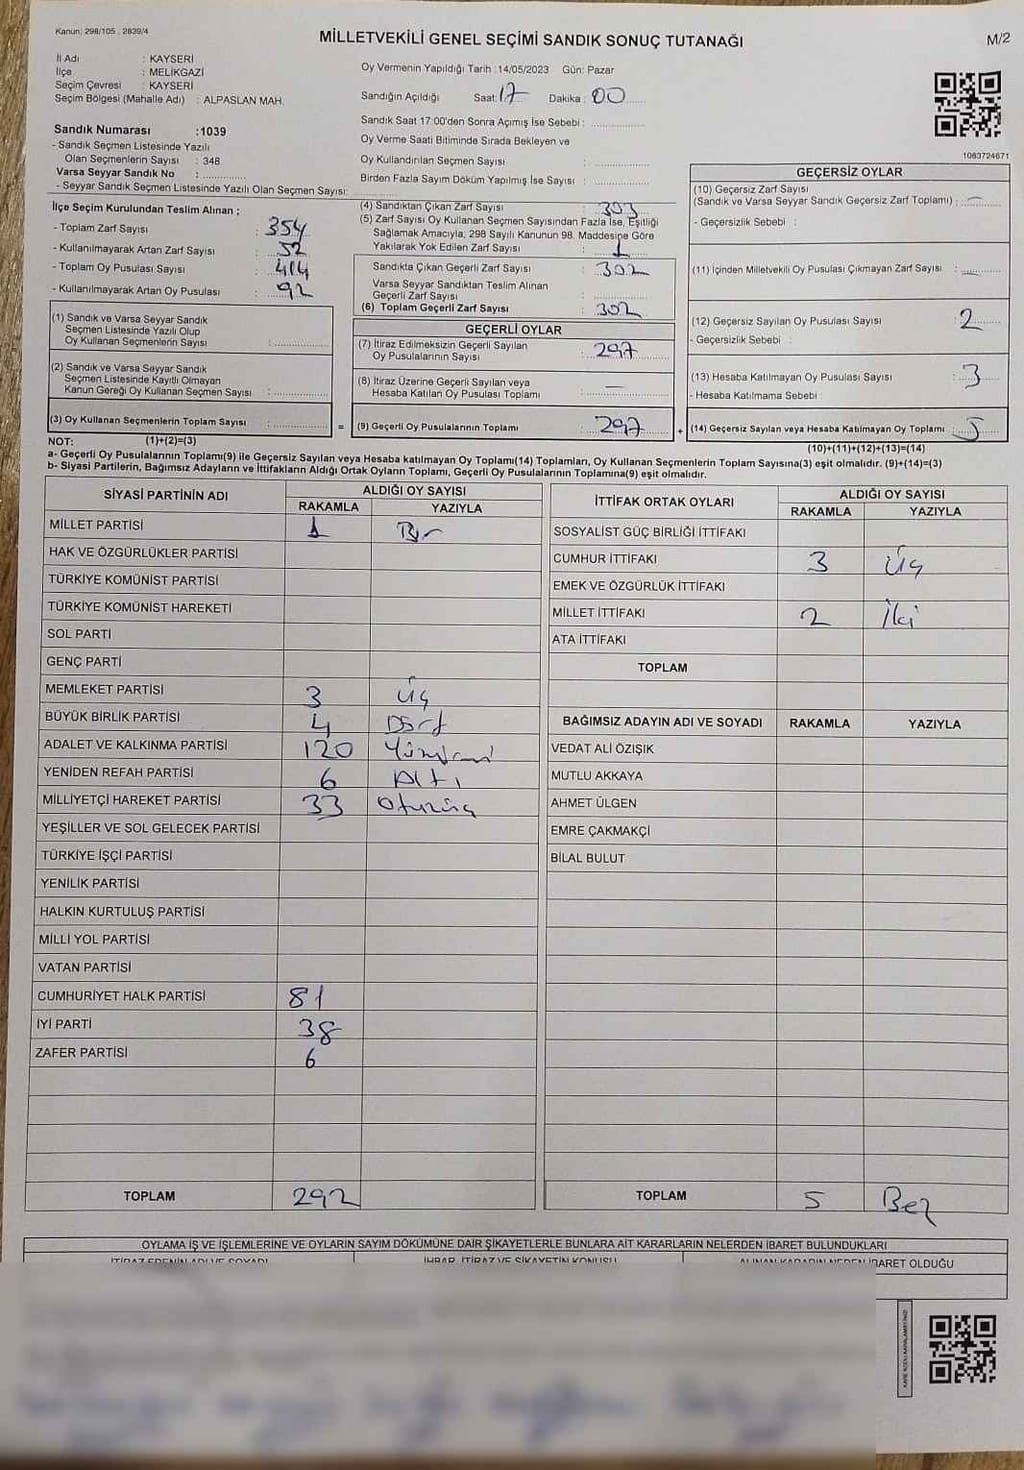 Kanun: 298/105 , 2839/4
MİLLETVEKİLİ GENEL SEÇİMİ SANDIK SONUÇ TUTANAĞI
M/2
İl Adı : KAYSERİ
İlçe : MELİKGAZİ
Seçim Çevresi : KAYSERİ
Seçim Bölgesi (Mahalle Adı) : ALPASLAN MAH.
Oy Vermenin Yapıldığı Tarih :14/05/2023 Gün: Pazar
Sandığın Açıldığı Saat: 17 Dakika : 00
Sandık Saat 17:00'den Sonra Açımış İse Sebebi :
Oy Verme Saati Bitiminde Sırada Bekleyen ve
Oy Kullandırılan Seçmen Sayısı :
Birden Fazla Sayım Döküm Yapılmış İse Sayısı :
Sandık Numarası :1039
- Sandık Seçmen Listesinde Yazılı
Olan Seçmenlerin Sayısı : 348
Varsa Seyyar Sandık No :
- Seyyar Sandık Seçmen Listesinde Yazılı Olan Seçmen Sayısı:
1083724671
İlçe Seçim Kurulundan Teslim Alınan ;
- Toplam Zarf Sayısı : 354
- Kullanılmayarak Artan Zarf Sayısı : 52
- Toplam Oy Pusulası Sayısı : 414
- Kullanılmayarak Artan Oy Pusulası : 92
(1) Sandık ve Varsa Seyyar Sandık
Seçmen Listesinde Yazılı Olup
Oy Kullanan Seçmenlerin Sayısı :
(2) Sandık ve Varsa Seyyar Sandık
Seçmen Listesinde Kayıtlı Olmayan
Kanun Gereği Oy Kullanan Seçmen Sayısı :
(3) Oy Kullanan Seçmenlerin Toplam Sayısı :
(4) Sandıktan Çıkan Zarf Sayısı : 303
(5) Zarf Sayısı Oy Kullanan Seçmen Sayısından Fazla İse, Eşitliği
Sağlamak Amacıyla, 298 Sayılı Kanunun 98. Maddesine Göre
Yakılarak Yok Edilen Zarf Sayısı : 1
Sandıkta Çıkan Geçerli Zarf Sayısı : 302
Varsa Seyyar Sandıktan Teslim Alınan
Geçerli Zarf Sayısı :
(6) Toplam Geçerli Zarf Sayısı : 302
GEÇERLİ OYLAR
(7) İtiraz Edilmeksizin Geçerli Sayılan
Oy Pusulalarının Sayısı : 297
(8) İtiraz Üzerine Geçerli Sayılan veya
Hesaba Katılan Oy Pusulası Toplamı : —
= (9) Geçerli Oy Pusulalarının Toplamı : 297
GEÇERSİZ OYLAR
(10) Geçersiz Zarf Sayısı
(Sandık ve Varsa Seyyar Sandık Geçersiz Zarf Toplamı) : —
- Geçersizlik Sebebi :
(11) İçinden Milletvekili Oy Pusulası Çıkmayan Zarf Sayısı : —
(12) Geçersiz Sayılan Oy Pusulası Sayısı : 2
- Geçersizlik Sebebi :
(13) Hesaba Katılmayan Oy Pusulası Sayısı : 3
- Hesaba Katılmama Sebebi :
+ (14) Geçersiz Sayılan veya Hesaba Katılmayan Oy Toplamı : 5
NOT: (1)+(2)=(3)
(10)+(11)+(12)+(13)=(14)
a- Geçerli Oy Pusulalarının Toplamı(9) ile Geçersiz Sayılan veya Hesaba katılmayan Oy Toplamı(14) Toplamları, Oy Kullanan Seçmenlerin Toplam Sayısına(3) eşit olmalıdır. (9)+(14)=(3)
b- Siyasi Partilerin, Bağımsız Adayların ve İttifakların Aldığı Ortak Oyların Toplamı, Geçerli Oy Pusulalarının Toplamına(9) eşit olmalıdır.
SİYASİ PARTİNİN ADI ALDIĞI OY SAYISI
RAKAMLA YAZIYLA
MİLLET PARTİSİ 1 Bir
HAK VE ÖZGÜRLÜKLER PARTİSİ
TÜRKİYE KOMÜNİST PARTİSİ
TÜRKİYE KOMÜNİST HAREKETİ
SOL PARTİ
GENÇ PARTİ
MEMLEKET PARTİSİ 3 Üç
BÜYÜK BİRLİK PARTİSİ 4 Dört
ADALET VE KALKINMA PARTİSİ 120 Yüzyirmi
YENİDEN REFAH PARTİSİ 6 Altı
MİLLİYETÇİ HAREKET PARTİSİ 33 Otuzüç
YEŞİLLER VE SOL GELECEK PARTİSİ
TÜRKİYE İŞÇİ PARTİSİ
YENİLİK PARTİSİ
HALKIN KURTULUŞ PARTİSİ
MİLLİ YOL PARTİSİ
VATAN PARTİSİ
CUMHURİYET HALK PARTİSİ 81
İYİ PARTİ 38
ZAFER PARTİSİ 6
TOPLAM 292
İTTİFAK ORTAK OYLARI ALDIĞI OY SAYISI
RAKAMLA YAZIYLA
SOSYALİST GÜÇ BİRLİĞİ İTTİFAKI
CUMHUR İTTİFAKI 3 Üç
EMEK VE ÖZGÜRLÜK İTTİFAKI
MİLLET İTTİFAKI 2 İki
ATA İTTİFAKI
TOPLAM
BAĞIMSIZ ADAYIN ADI VE SOYADI RAKAMLA YAZIYLA
VEDAT ALİ ÖZIŞIK
MUTLU AKKAYA
AHMET ÜLGEN
EMRE ÇAKMAKÇİ
BİLAL BULUT
TOPLAM 5 Beş
OYLAMA İŞ VE İŞLEMLERİNE VE OYLARIN SAYIM DÖKÜMÜNE DAİR ŞİKAYETLERLE BUNLARA AİT KARARLARIN NELERDEN İBARET BULUNDUKLARI
İTİRAZ EDENİN ADI VE SOYADI İHBAR, İTİRAZ VE ŞİKAYETİN KONUSU ALINAN KARARIN NEDEN İBARET OLDUĞU